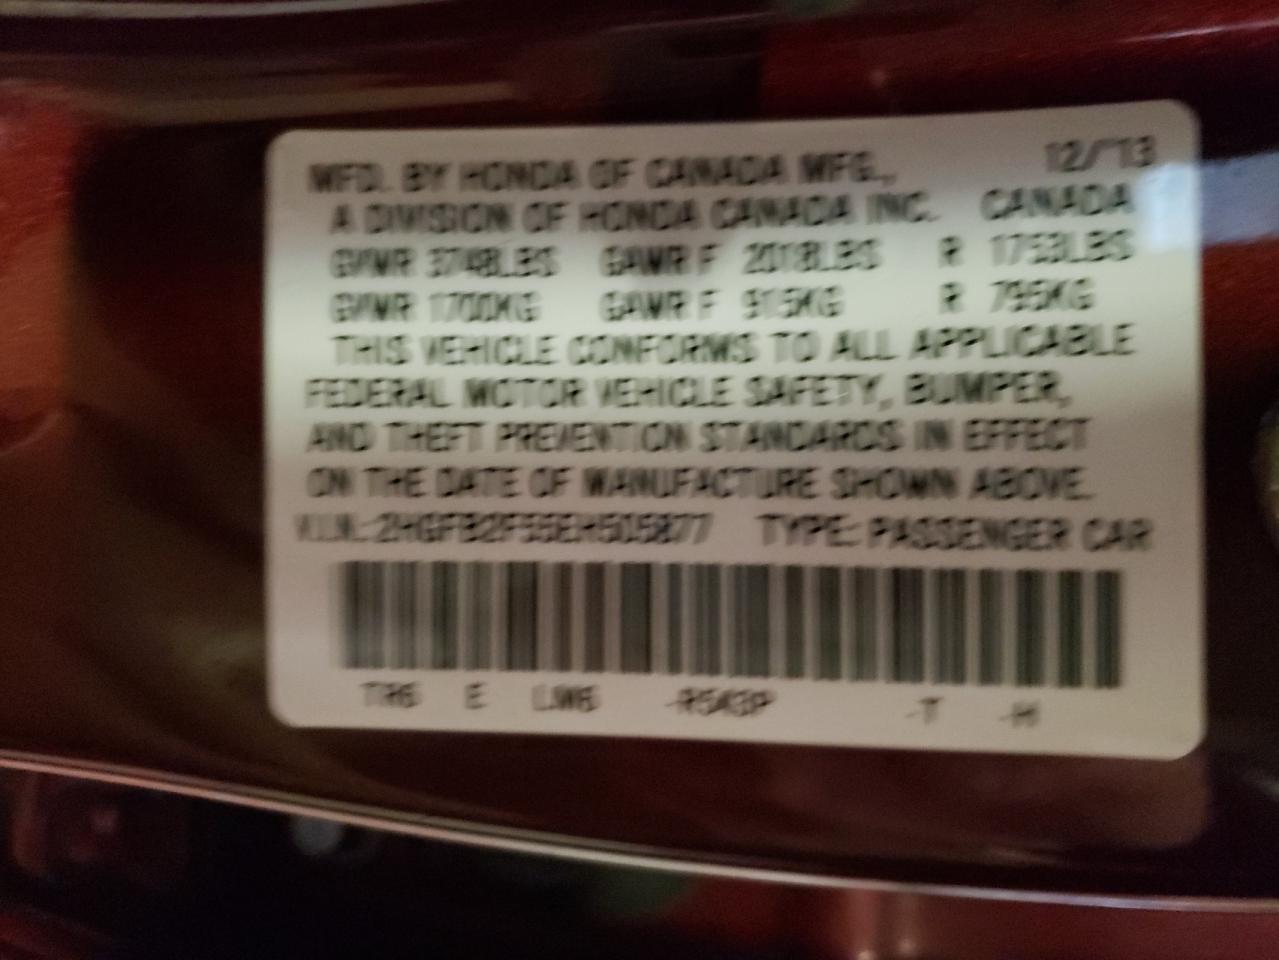 MFD. BY HONDA OF CANADA MFG., 12/'13
A DIVISION OF HONDA CANADA INC. CANADA
GVWR 3748LBS GAWR F 2018LBS R 1753LBS
GVWR 1700KG GAWR F 915KG R 795KG
THIS VEHICLE CONFORMS TO ALL APPLICABLE
FEDERAL MOTOR VEHICLE SAFETY, BUMPER,
AND THEFT PREVENTION STANDARDS IN EFFECT
ON THE DATE OF MANUFACTURE SHOWN ABOVE.
V.I.N.:2HGFB2F55EH505877 TYPE: PASSENGER CAR
TR6 E LW6 -R543P -T -H